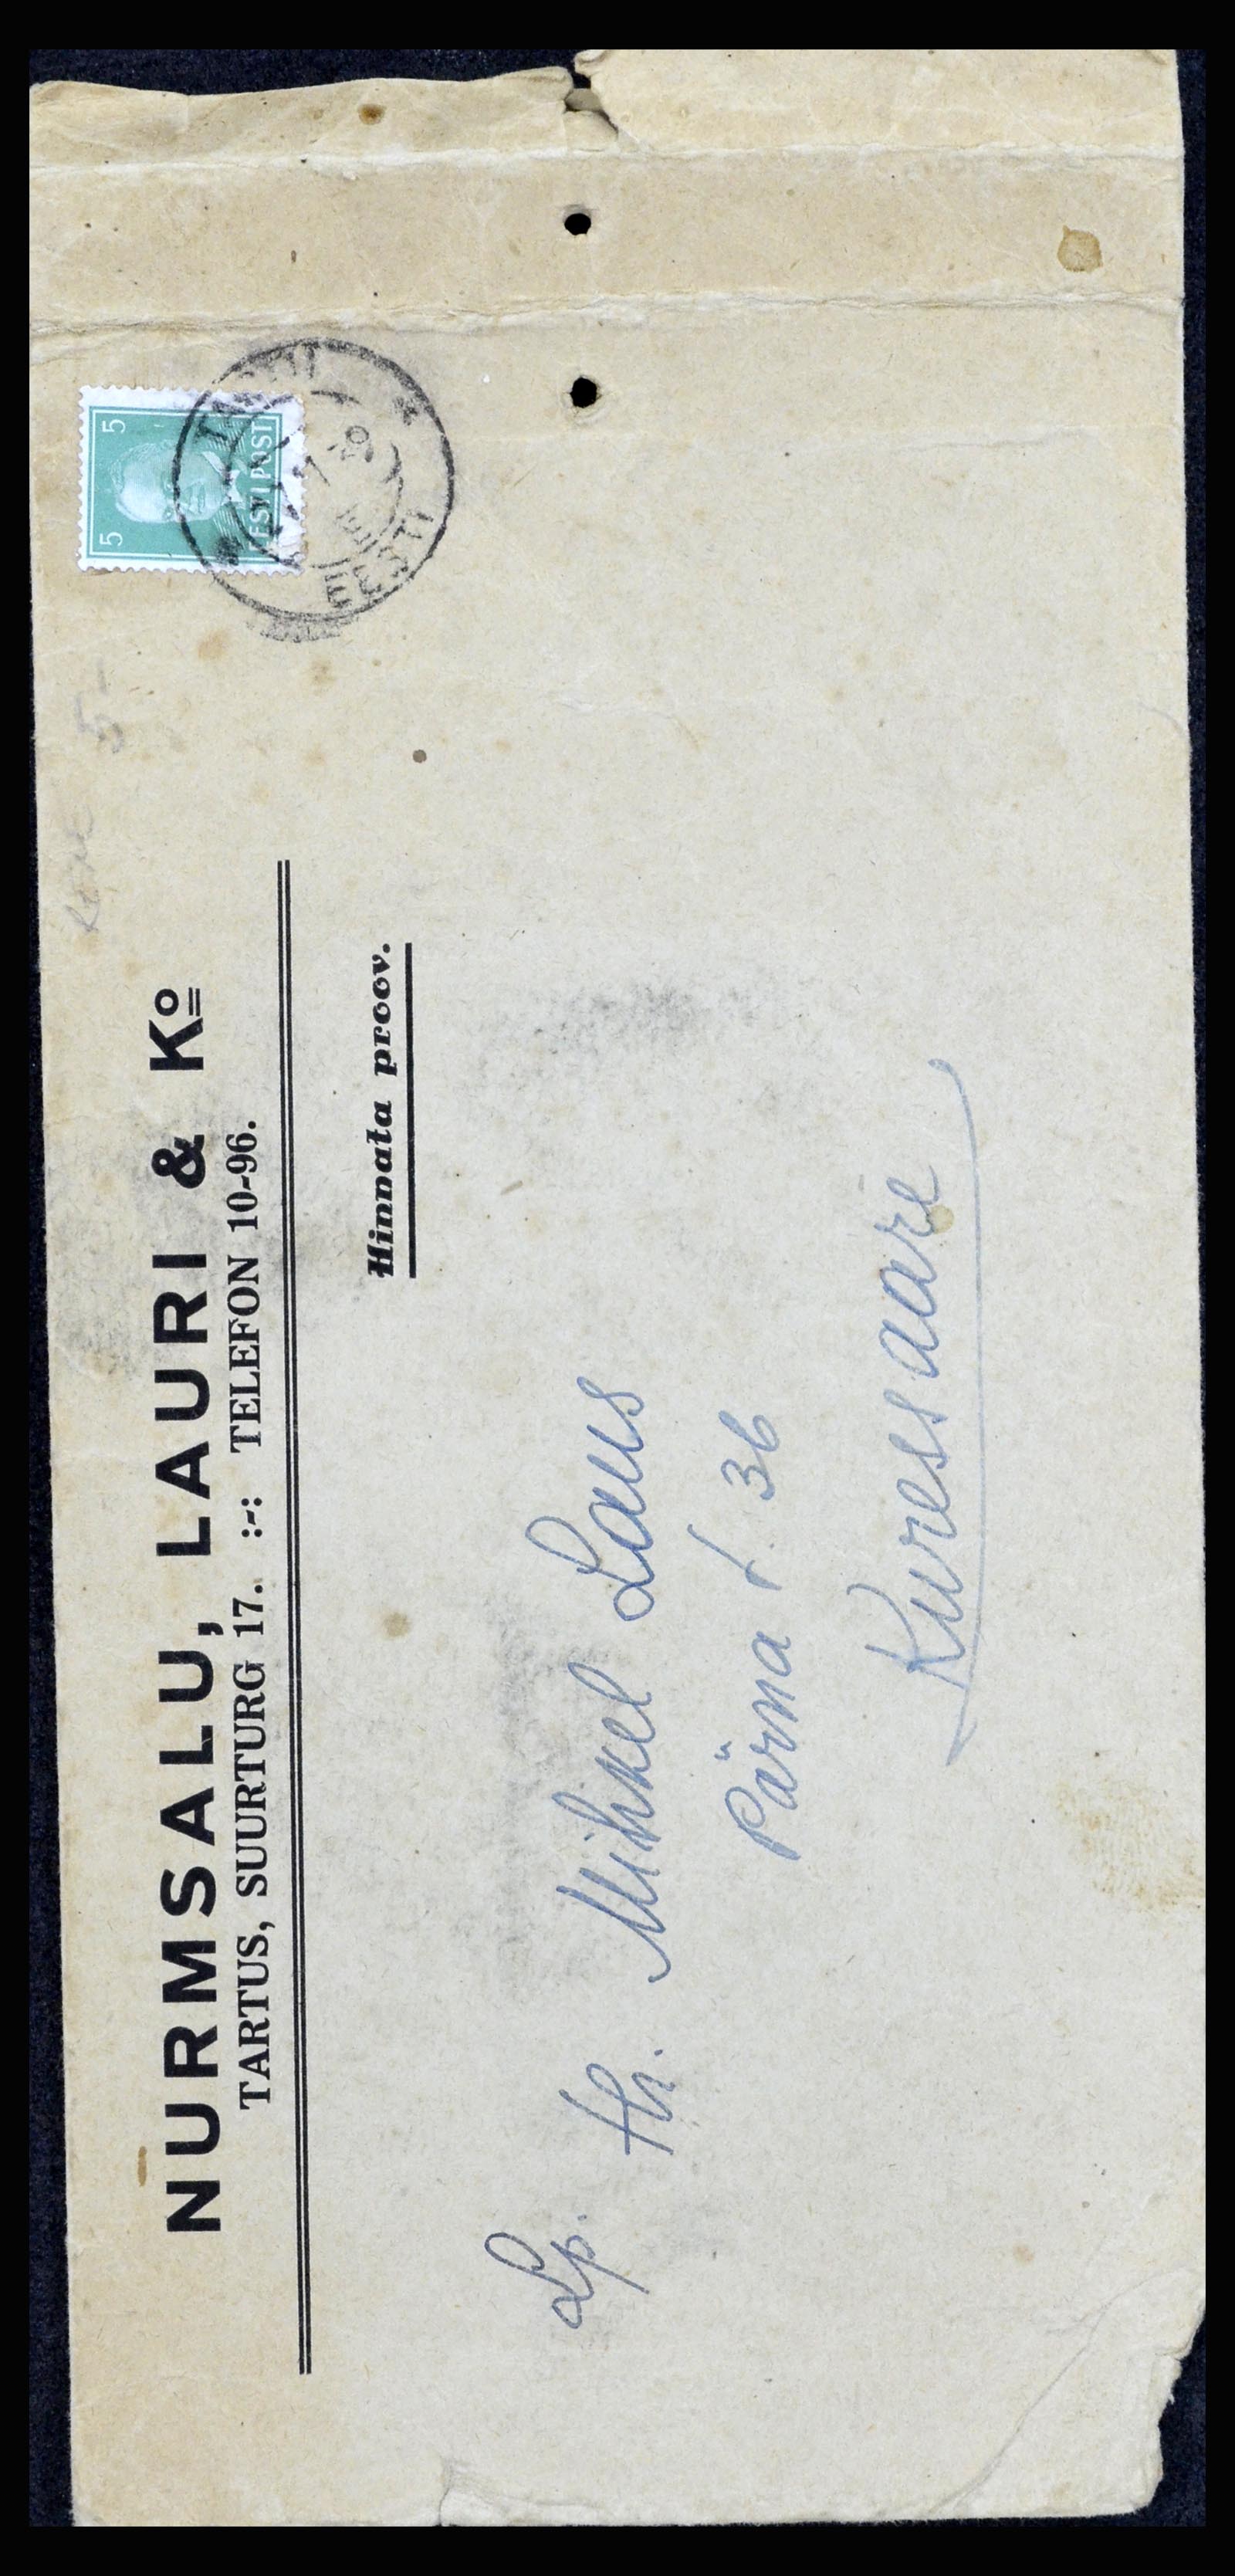 NURMSALU, LAURI & Kº
TARTUS, SUURTURG 17. :-: TELEFON 10-96.
Hinnata proov.
5 5
EESTI POST
TARTU
EESTI
5-
Lp. Hr. Mihkel Laus
Pärna t. 36
Kuressaare